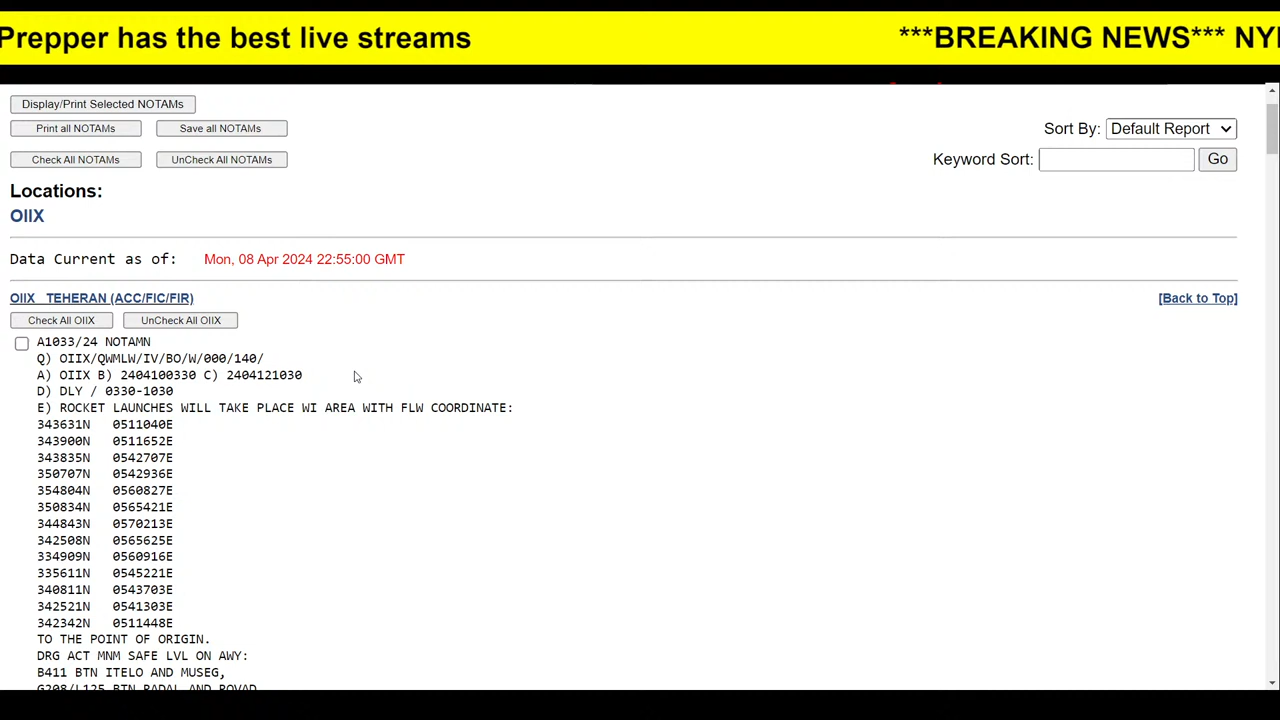 Prepper has the best live streams ***BREAKING NEWS***
Display/Print Selected NOTAMs
Print all NOTAMs Save all NOTAMs
Sort By: Default Report
Check All NOTAMs UnCheck All NOTAMs
Keyword Sort: Go
Locations:
OIIX
Data Current as of: Mon, 08 Apr 2024 22:55:00 GMT
OIIX TEHERAN (ACC/FIC/FIR) [Back to Top]
Check All OIIX UnCheck All OIIX
A1033/24 NOTAMN
Q) OIIX/QWMLW/IV/BO/W/000/140/
A) OIIX B) 2404100330 C) 2404121030
D) DLY / 0330-1030
E) ROCKET LAUNCHES WILL TAKE PLACE WI AREA WITH FLW COORDINATE:
343631N 0511040E
343900N 0511652E
343835N 0542707E
350707N 0542936E
354804N 0560827E
350834N 0565421E
344843N 0570213E
342508N 0565625E
334909N 0560916E
335611N 0545221E
340811N 0543703E
342521N 0541303E
342342N 0511448E
TO THE POINT OF ORIGIN.
DRG ACT MNM SAFE LVL ON AWY:
B411 BTN ITELO AND MUSEG,
G208/L125 BTN RADAL AND ROVAD